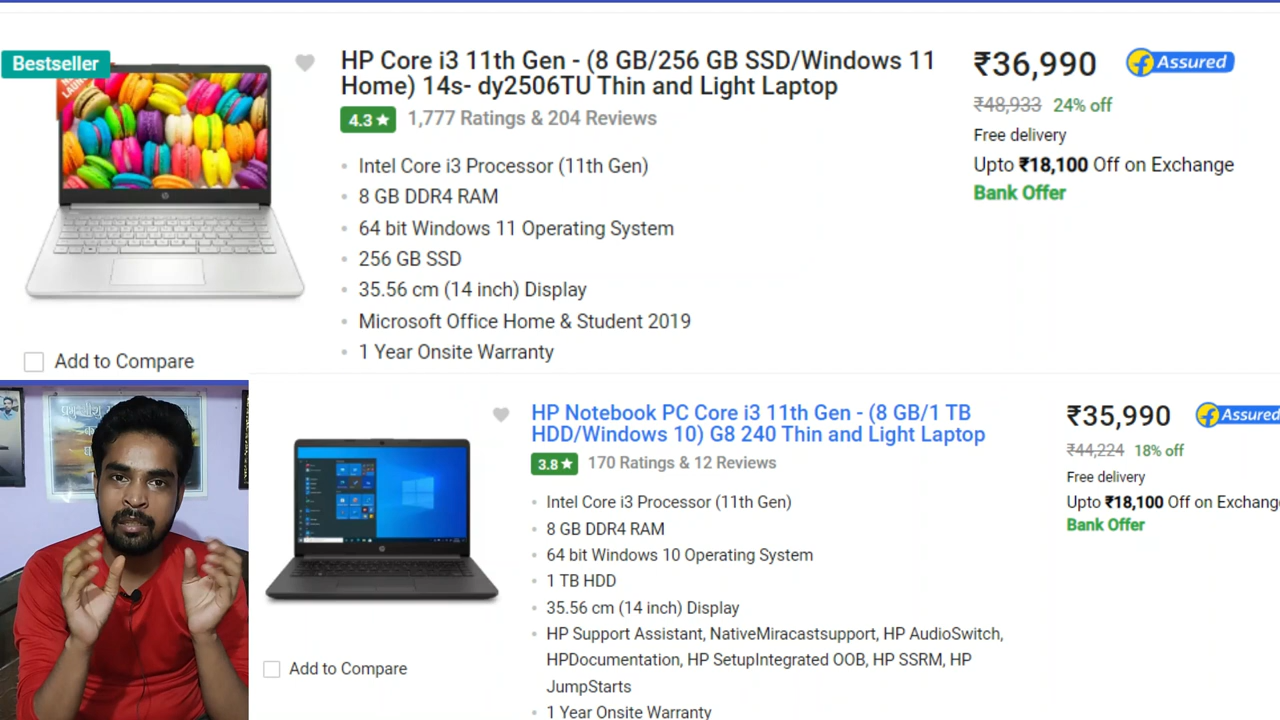 Bestseller
HP Core i3 11th Gen - (8 GB/256 GB SSD/Windows 11
Home) 14s- dy2506TU Thin and Light Laptop
4.3★ 1,777 Ratings & 204 Reviews
• Intel Core i3 Processor (11th Gen)
• 8 GB DDR4 RAM
• 64 bit Windows 11 Operating System
• 256 GB SSD
• 35.56 cm (14 inch) Display
• Microsoft Office Home & Student 2019
• 1 Year Onsite Warranty
₹36,990 Assured
₹48,933 24% off
Free delivery
Upto ₹18,100 Off on Exchange
Bank Offer
Add to Compare
HP Notebook PC Core i3 11th Gen - (8 GB/1 TB
HDD/Windows 10) G8 240 Thin and Light Laptop
3.8★ 170 Ratings & 12 Reviews
• Intel Core i3 Processor (11th Gen)
• 8 GB DDR4 RAM
• 64 bit Windows 10 Operating System
• 1 TB HDD
• 35.56 cm (14 inch) Display
• HP Support Assistant, NativeMiracastsupport, HP AudioSwitch,
HPDocumentation, HP SetupIntegrated OOB, HP SSRM, HP
JumpStarts
• 1 Year Onsite Warranty
₹35,990 Assured
₹44,224 18% off
Free delivery
Upto ₹18,100 Off on Exchang
Bank Offer
Add to Compare